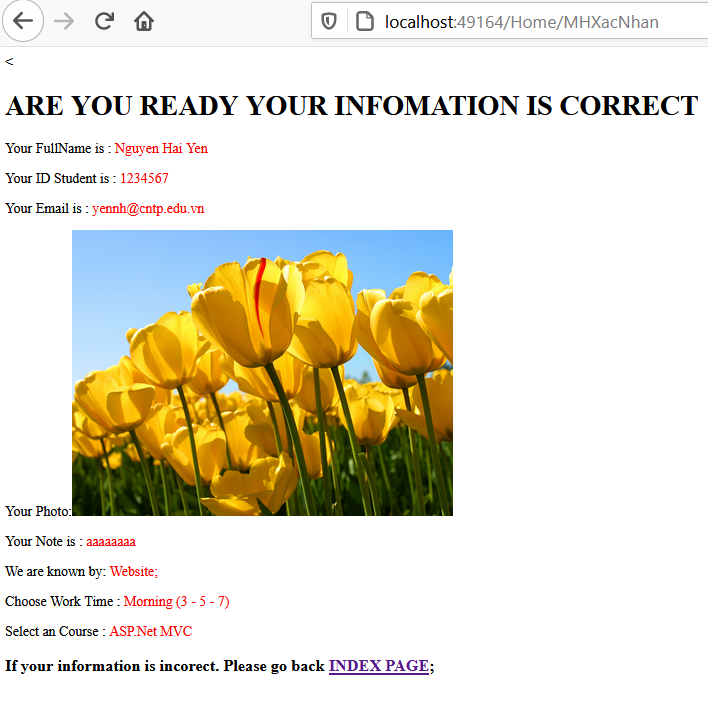 localhost:49164/Home/MHXacNhan
<
ARE YOU READY YOUR INFOMATION IS CORRECT
Your FullName is : Nguyen Hai Yen
Your ID Student is : 1234567
Your Email is : yennh@cntp.edu.vn
Your Photo:
Your Note is : aaaaaaaa
We are known by: Website;
Choose Work Time : Morning (3 - 5 - 7)
Select an Course : ASP.Net MVC
If your information is incorect. Please go back INDEX PAGE;